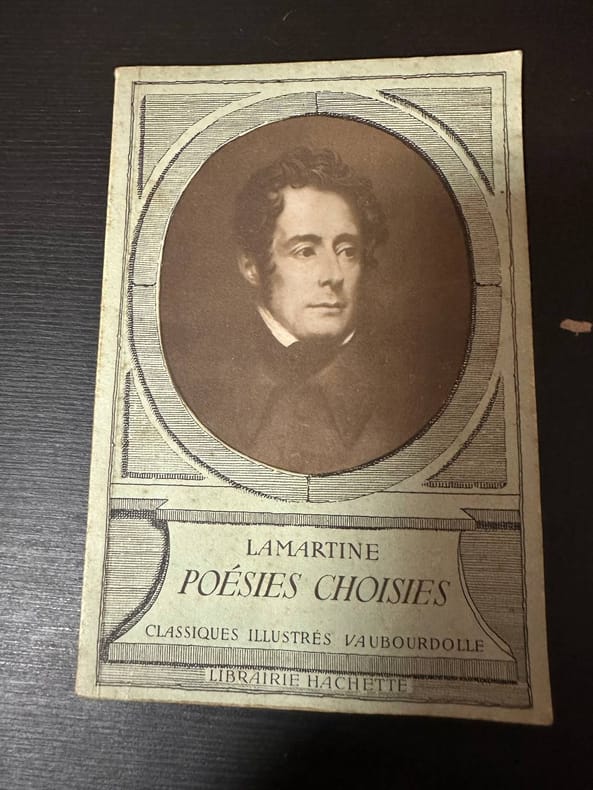 LAMARTINE
POÉSIES CHOISIES
CLASSIQUES ILLUSTRÉS VAUBOURDOLLE
LIBRAIRIE HACHETTE